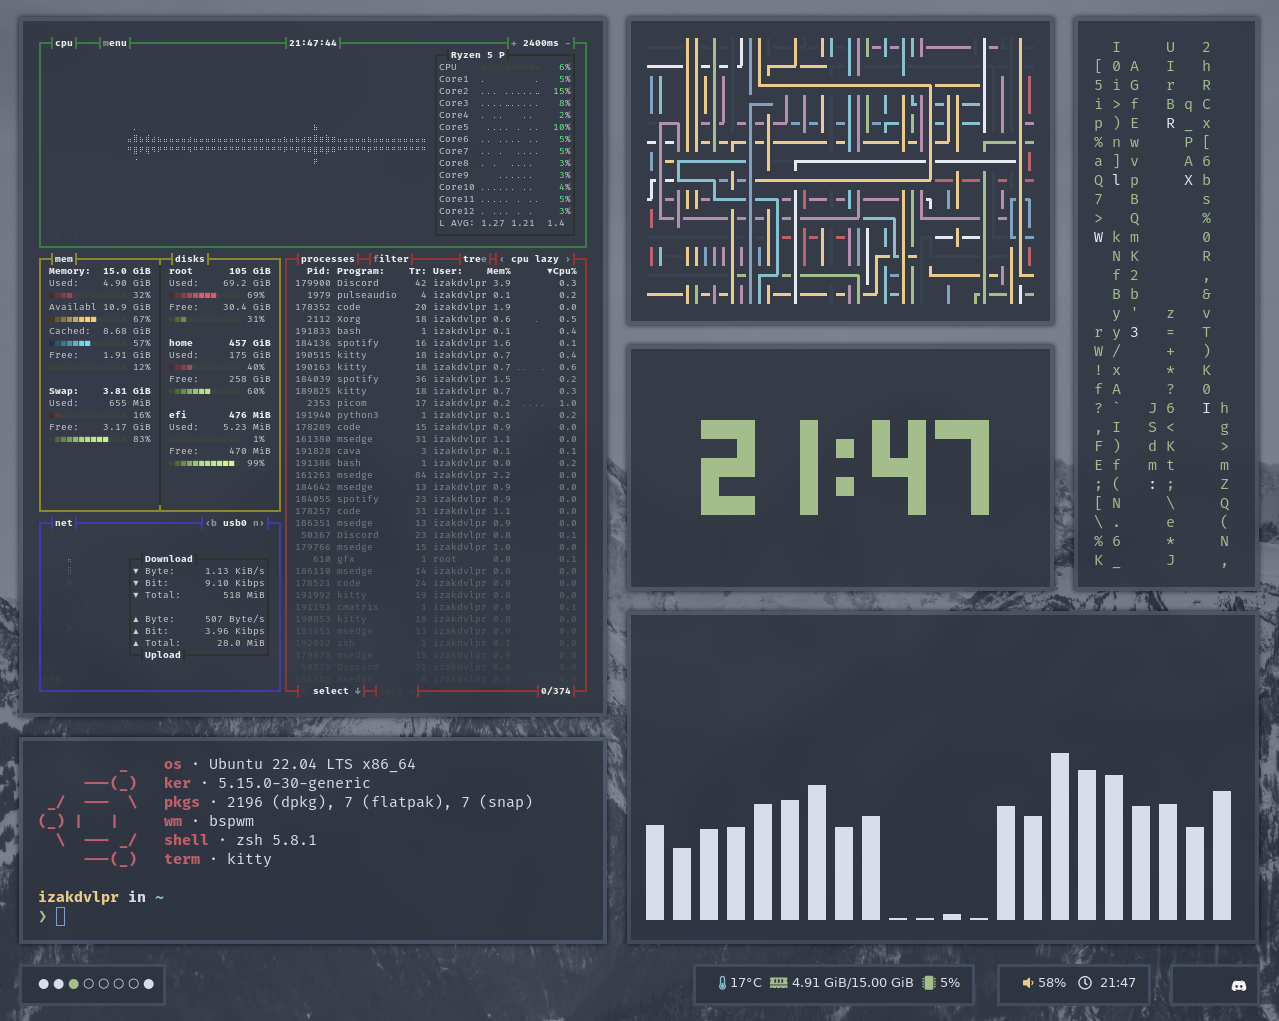 cpu menu 21:47:44 + 2400ms -
Ryzen 5 P
CPU 6%
Core1 5%
Core2 15%
Core3 8%
Core4 2%
Core5 10%
Core6 5%
Core7 5%
Core8 3%
Core9 3%
Core10 4%
Core11 5%
Core12 3%
L AVG: 1.27 1.21 1.4
mem
Memory: 15.0 GiB
Used: 4.90 GiB
32%
Availabl 10.9 GiB
67%
Cached: 8.68 GiB
57%
Free: 1.91 GiB
12%
Swap: 3.81 GiB
Used: 655 MiB
16%
Free: 3.17 GiB
83%
disks
root 105 GiB
Used: 69.2 GiB
69%
Free: 30.4 GiB
31%
home 457 GiB
Used: 175 GiB
40%
Free: 258 GiB
60%
efi 476 MiB
Used: 5.23 MiB
1%
Free: 470 MiB
99%
net ‹b usb0 n›
Download
▼ Byte: 1.13 KiB/s
▼ Bit: 9.10 Kibps
▼ Total: 518 MiB
▲ Byte: 507 Byte/s
▲ Bit: 3.96 Kibps
▲ Total: 28.0 MiB
Upload
processes filter tree ‹ cpu lazy ›
Pid: Program: Tr: User: Mem% ▼Cpu%
179900 Discord 42 izakdvlpr 3.9 0.3
1979 pulseaudio 4 izakdvlpr 0.1 0.2
178352 code 20 izakdvlpr 1.9 0.0
2112 Xorg 18 izakdvlpr 0.6 0.5
191833 bash 1 izakdvlpr 0.1 0.4
184136 spotify 16 izakdvlpr 1.6 0.1
190515 kitty 18 izakdvlpr 0.7 0.4
190163 kitty 18 izakdvlpr 0.7 0.6
184039 spotify 36 izakdvlpr 1.5 0.2
189825 kitty 18 izakdvlpr 0.7 0.3
2353 picom 17 izakdvlpr 0.2 1.0
191940 python3 1 izakdvlpr 0.1 0.2
178289 code 15 izakdvlpr 0.9 0.0
161380 msedge 31 izakdvlpr 1.1 0.0
191828 cava 3 izakdvlpr 0.1 0.1
191386 bash 1 izakdvlpr 0.0 0.2
161263 msedge 84 izakdvlpr 2.2 0.0
184642 msedge 13 izakdvlpr 0.9 0.0
184055 spotify 23 izakdvlpr 0.9 0.0
178257 code 31 izakdvlpr 1.1 0.0
186351 msedge 13 izakdvlpr 0.9 0.0
50367 Discord 23 izakdvlpr 0.8 0.1
179766 msedge 15 izakdvlpr 1.0 0.0
610 gfx 1 root 0.0 0.1
186110 msedge 14 izakdvlpr 0.8 0.0
178521 code 24 izakdvlpr 0.9 0.0
191992 kitty 19 izakdvlpr 0.8 0.0
191193 cmatrix 1 izakdvlpr 0.0 0.1
190853 kitty 18 izakdvlpr 0.8 0.0
183651 msedge 13 izakdvlpr 0.9 0.0
192012 zsh 1 izakdvlpr 0.1 0.0
select ↓ 0/374
os · Ubuntu 22.04 LTS x86_64
ker · 5.15.0-30-generic
pkgs · 2196 (dpkg), 7 (flatpak), 7 (snap)
wm · bspwm
shell · zsh 5.8.1
term · kitty
izakdvlpr in ~
❯
21:47
I U 2
[ 0 A I h
5 i G r R
i > f B q C
p ) E R _ x
% n w P [
a ] v A 6
Q l p X b
7 B s
> Q %
W k m 0
N K R
f 2 ,
B b &
y ' z v
r y 3 = T
W / + )
! x * K
f A ? 0
? ` J 6 I h
, I S < g
F ) d K >
E f m t m
; ( : ; Z
[ N \ Q
\ . e (
% 6 * N
K _ J ,
17°C 4.91 GiB/15.00 GiB 5%
58% 21:47